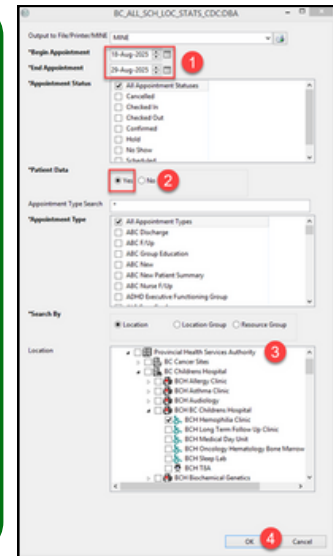 BC_ALL_SCH_LOC_STATS_CDC:DBA
Output to File/Printer/MINE
MINE
*Begin Appointment
18-Aug-2025
*End Appointment
29-Aug-2025
1
*Appointment Status
All Appointment Statuses
Cancelled
Checked In
Checked Out
Confirmed
Hold
No Show
Scheduled
*Patient Data
Yes
No
2
Appointment Type Search
*
*Appointment Type
All Appointment Types
ABC Discharge
ABC F/Up
ABC Group Education
ABC New
ABC New Patient Summary
ABC Nurse F/Up
ADHD Executive Functioning Group
*Search By
Location
Location Group
Resource Group
Location
Provincial Health Services Authority
3
BC Cancer Sites
BC Childrens Hospital
BCH Allergy Clinic
BCH Asthma Clinic
BCH Audiology
BCH BC Childrens Hospital
BCH Hemophilia Clinic
BCH Long Term Follow Up Clinic
BCH Medical Day Unit
BCH Oncology Hematology Bone Marrow
BCH Sleep Lab
BCH Biochemical Genetics
4
OK
Cancel